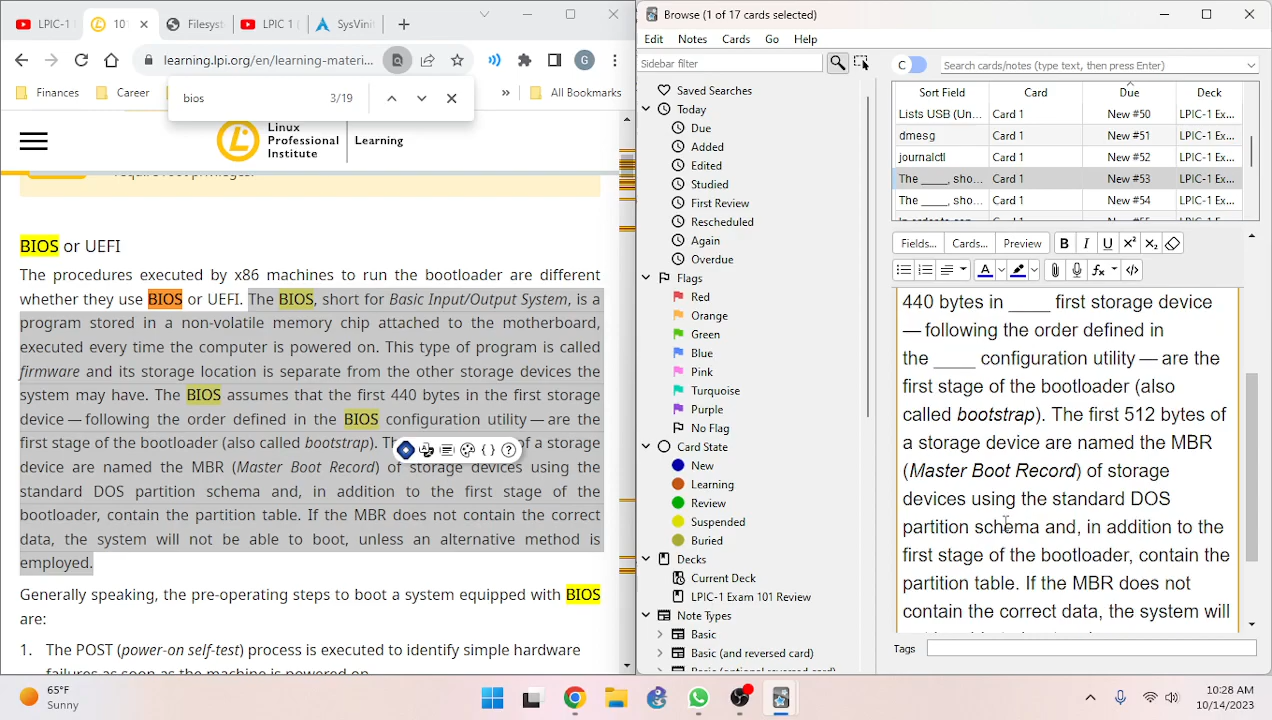 LPIC-1
10
Filesyst
LPIC 1 (
SysVinit
learning.lpi.org/en/learning-materi...
G
Finances
Career
bios
3/19
»
All Bookmarks
Linux
Professional
Institute
Learning
BIOS or UEFI
The procedures executed by x86 machines to run the bootloader are different
whether they use BIOS or UEFI. The BIOS, short for Basic Input/Output System, is a
program stored in a non-volatile memory chip attached to the motherboard,
executed every time the computer is powered on. This type of program is called
firmware and its storage location is separate from the other storage devices the
system may have. The BIOS assumes that the first 440 bytes in the first storage
device — following the order defined in the BIOS configuration utility — are the
first stage of the bootloader (also called bootstrap). Th of a storage
device are named the MBR (Master Boot Record) of storage devices using the
standard DOS partition schema and, in addition to the first stage of the
bootloader, contain the partition table. If the MBR does not contain the correct
data, the system will not be able to boot, unless an alternative method is
employed.
Generally speaking, the pre-operating steps to boot a system equipped with BIOS
are:
1. The POST (power-on self-test) process is executed to identify simple hardware
failures as soon as the machine is powered on.
Browse (1 of 17 cards selected)
Edit Notes Cards Go Help
Sidebar filter
Saved Searches
Today
Due
Added
Edited
Studied
First Review
Rescheduled
Again
Overdue
Flags
Red
Orange
Green
Blue
Pink
Turquoise
Purple
No Flag
Card State
New
Learning
Review
Suspended
Buried
Decks
Current Deck
LPIC-1 Exam 101 Review
Note Types
Basic
Basic (and reversed card)
Basic (optional reversed card)
C
Search cards/notes (type text, then press Enter)
Sort Field Card Due Deck
Lists USB (Un... Card 1 New #50 LPIC-1 Ex...
dmesg Card 1 New #51 LPIC-1 Ex...
journalctl Card 1 New #52 LPIC-1 Ex...
The ____, sho... Card 1 New #53 LPIC-1 Ex...
The ____, sho... Card 1 New #54 LPIC-1 Ex...
Fields... Cards... Preview B I U x² x₂
A fx </>
440 bytes in ____ first storage device
— following the order defined in
the ____ configuration utility — are the
first stage of the bootloader (also
called bootstrap). The first 512 bytes of
a storage device are named the MBR
(Master Boot Record) of storage
devices using the standard DOS
partition schema and, in addition to the
first stage of the bootloader, contain the
partition table. If the MBR does not
contain the correct data, the system will
Tags
65°F
Sunny
10:28 AM
10/14/2023